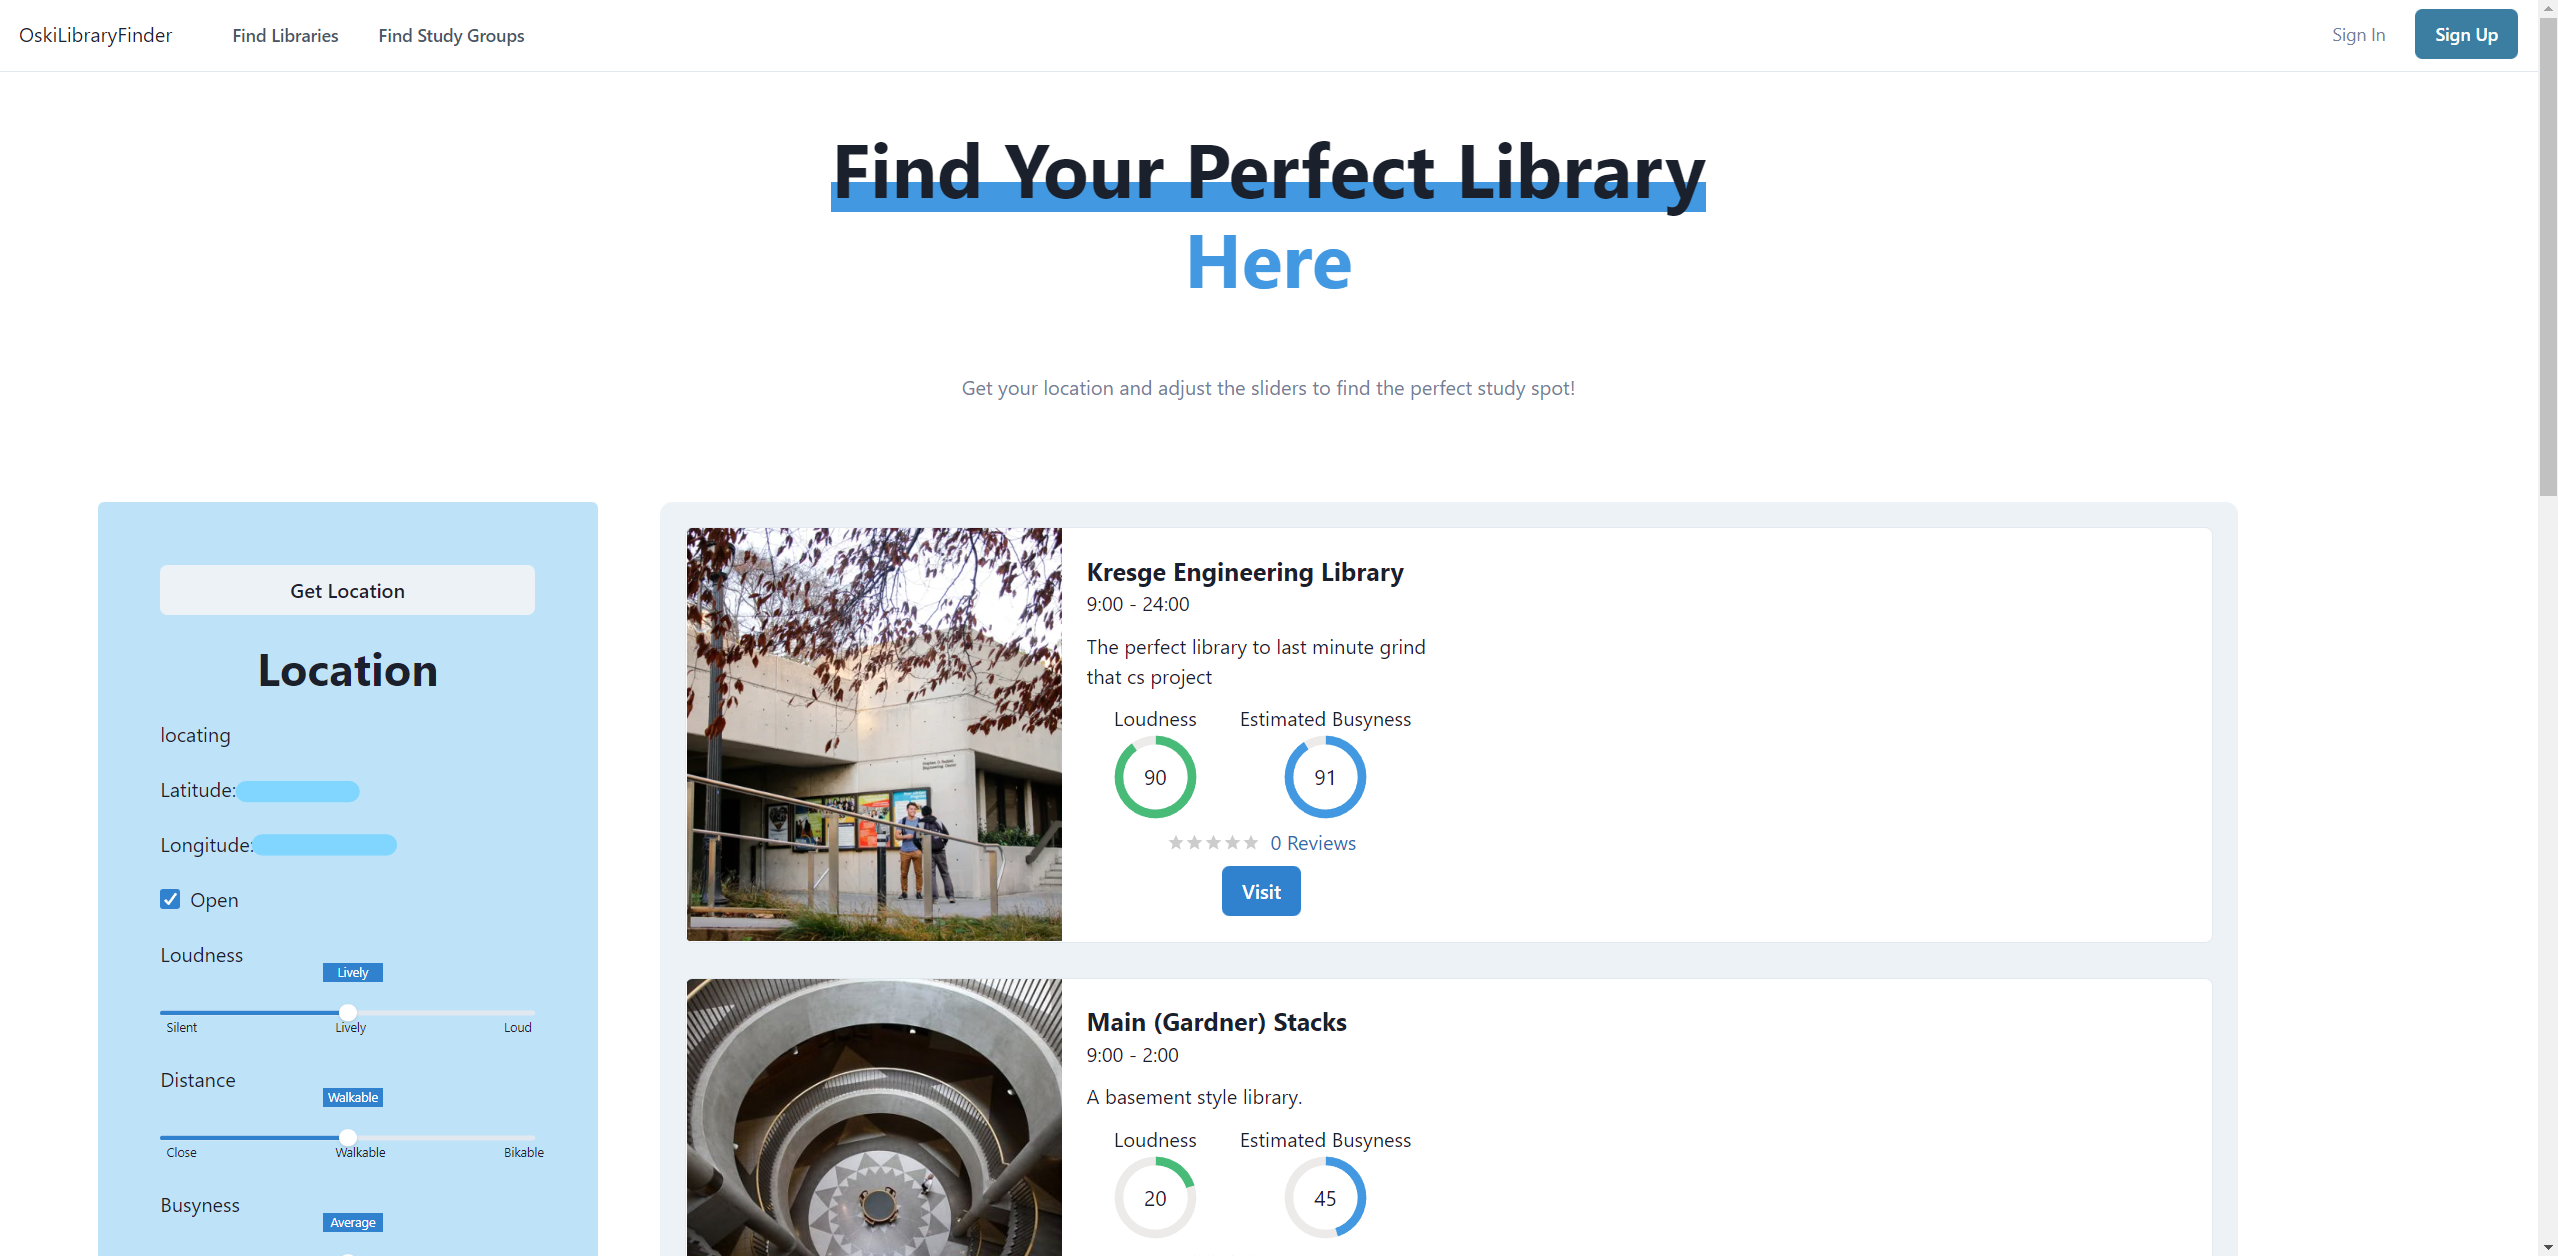 OskiLibraryFinder
Find Libraries
Find Study Groups
Sign In
Sign Up
Find Your Perfect Library
Here
Get your location and adjust the sliders to find the perfect study spot!
Get Location
Location
locating
Latitude:
Longitude:
Open
Loudness
Lively
Silent Lively Loud
Distance
Walkable
Close Walkable Bikable
Busyness
Average
Kresge Engineering Library
9:00 - 24:00
The perfect library to last minute grind
that cs project
Loudness Estimated Busyness
90 91
0 Reviews
Visit
Main (Gardner) Stacks
9:00 - 2:00
A basement style library.
Loudness Estimated Busyness
20 45